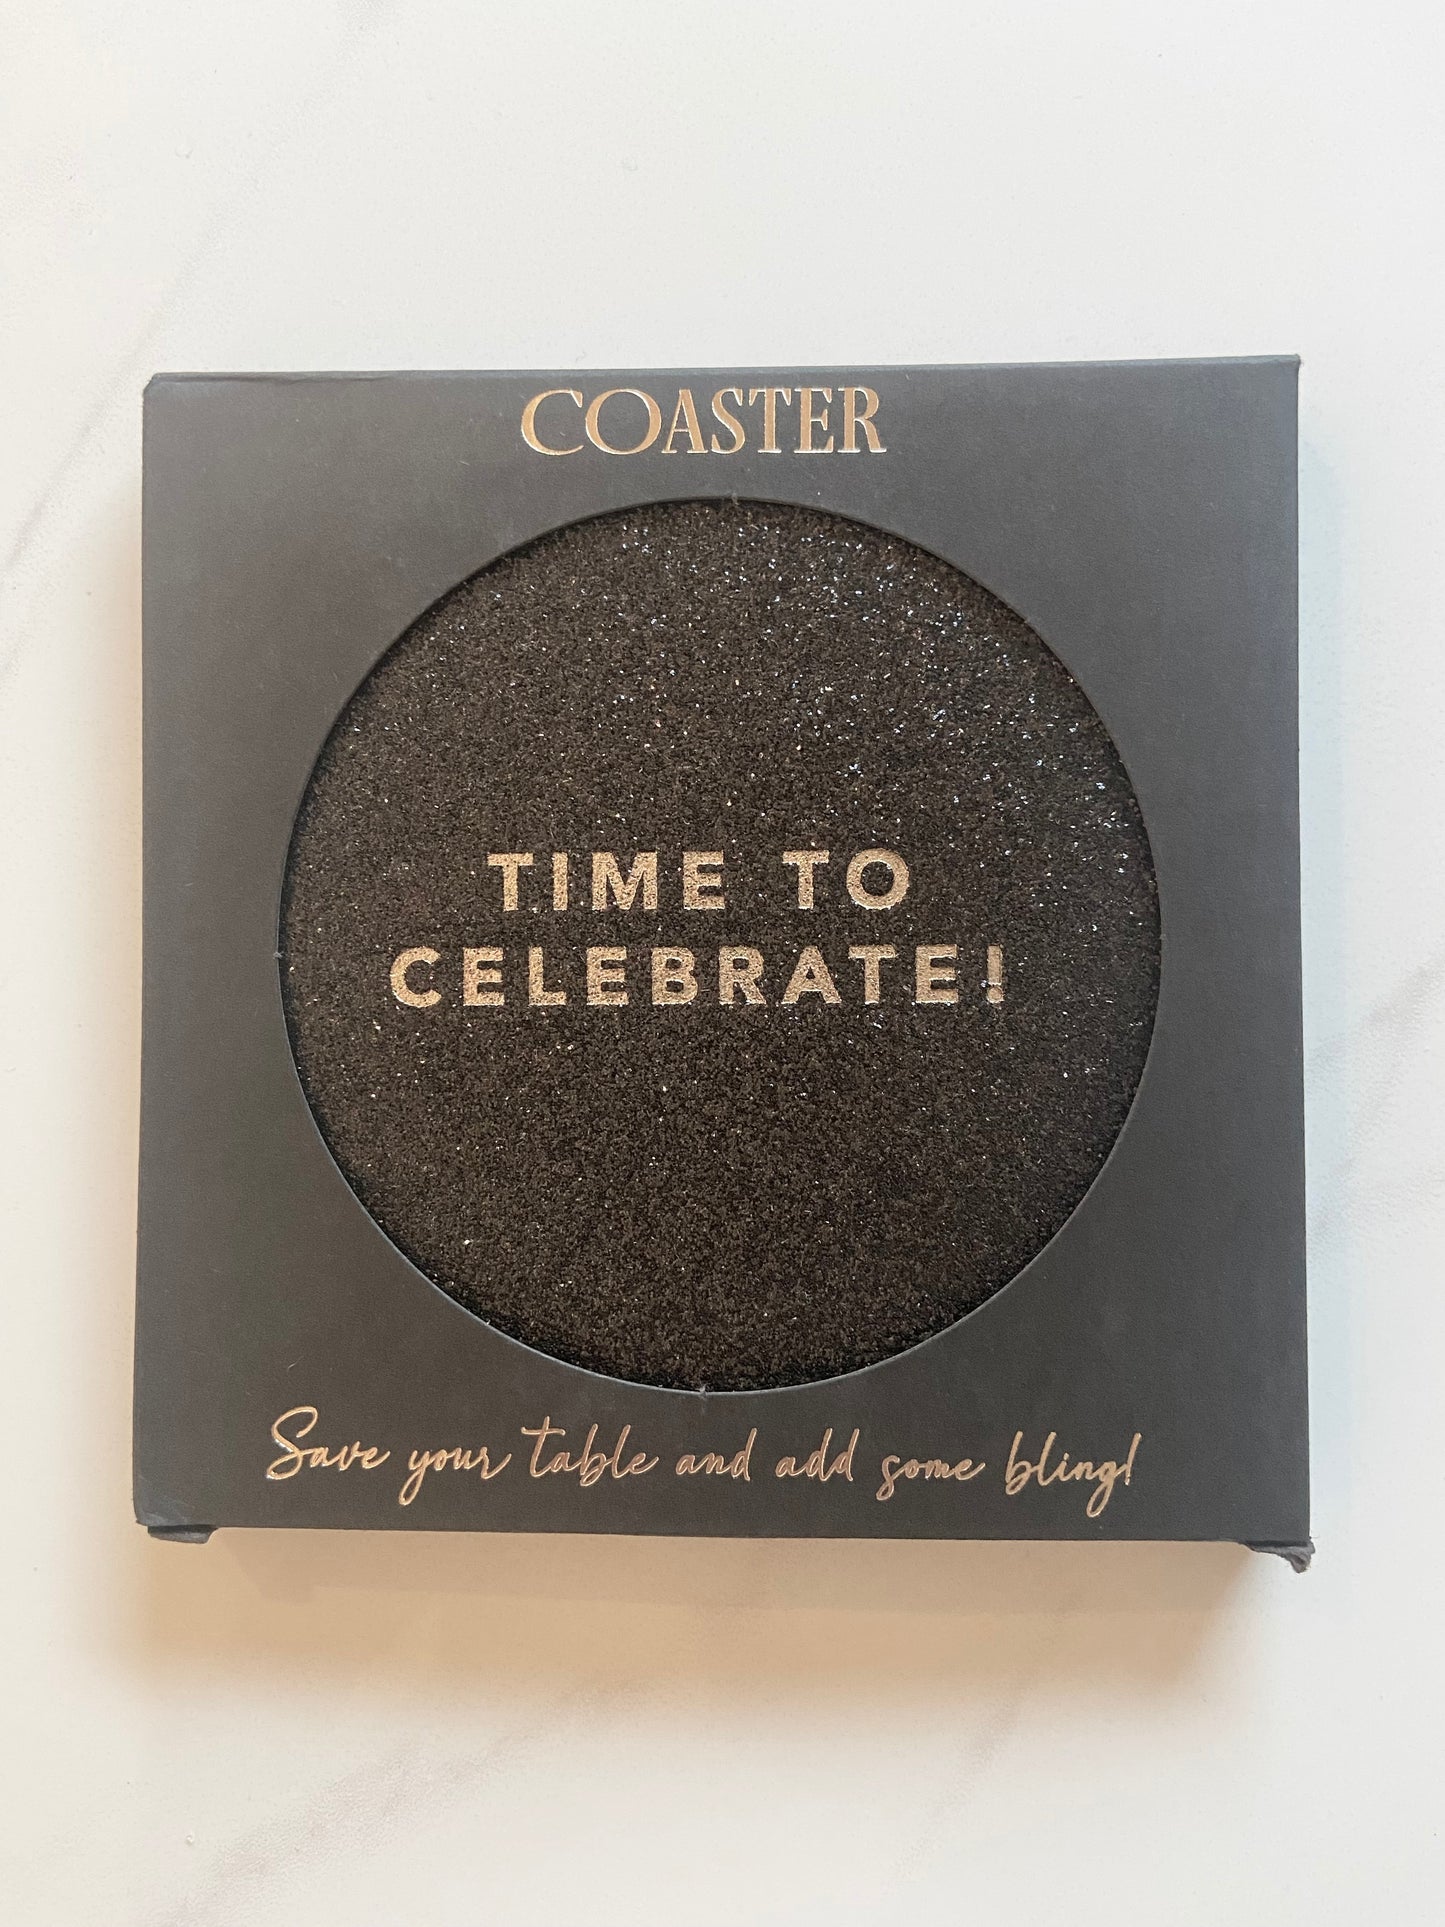 COASTER
TIME TO
CELEBRATE!
Save your table and add some bling!